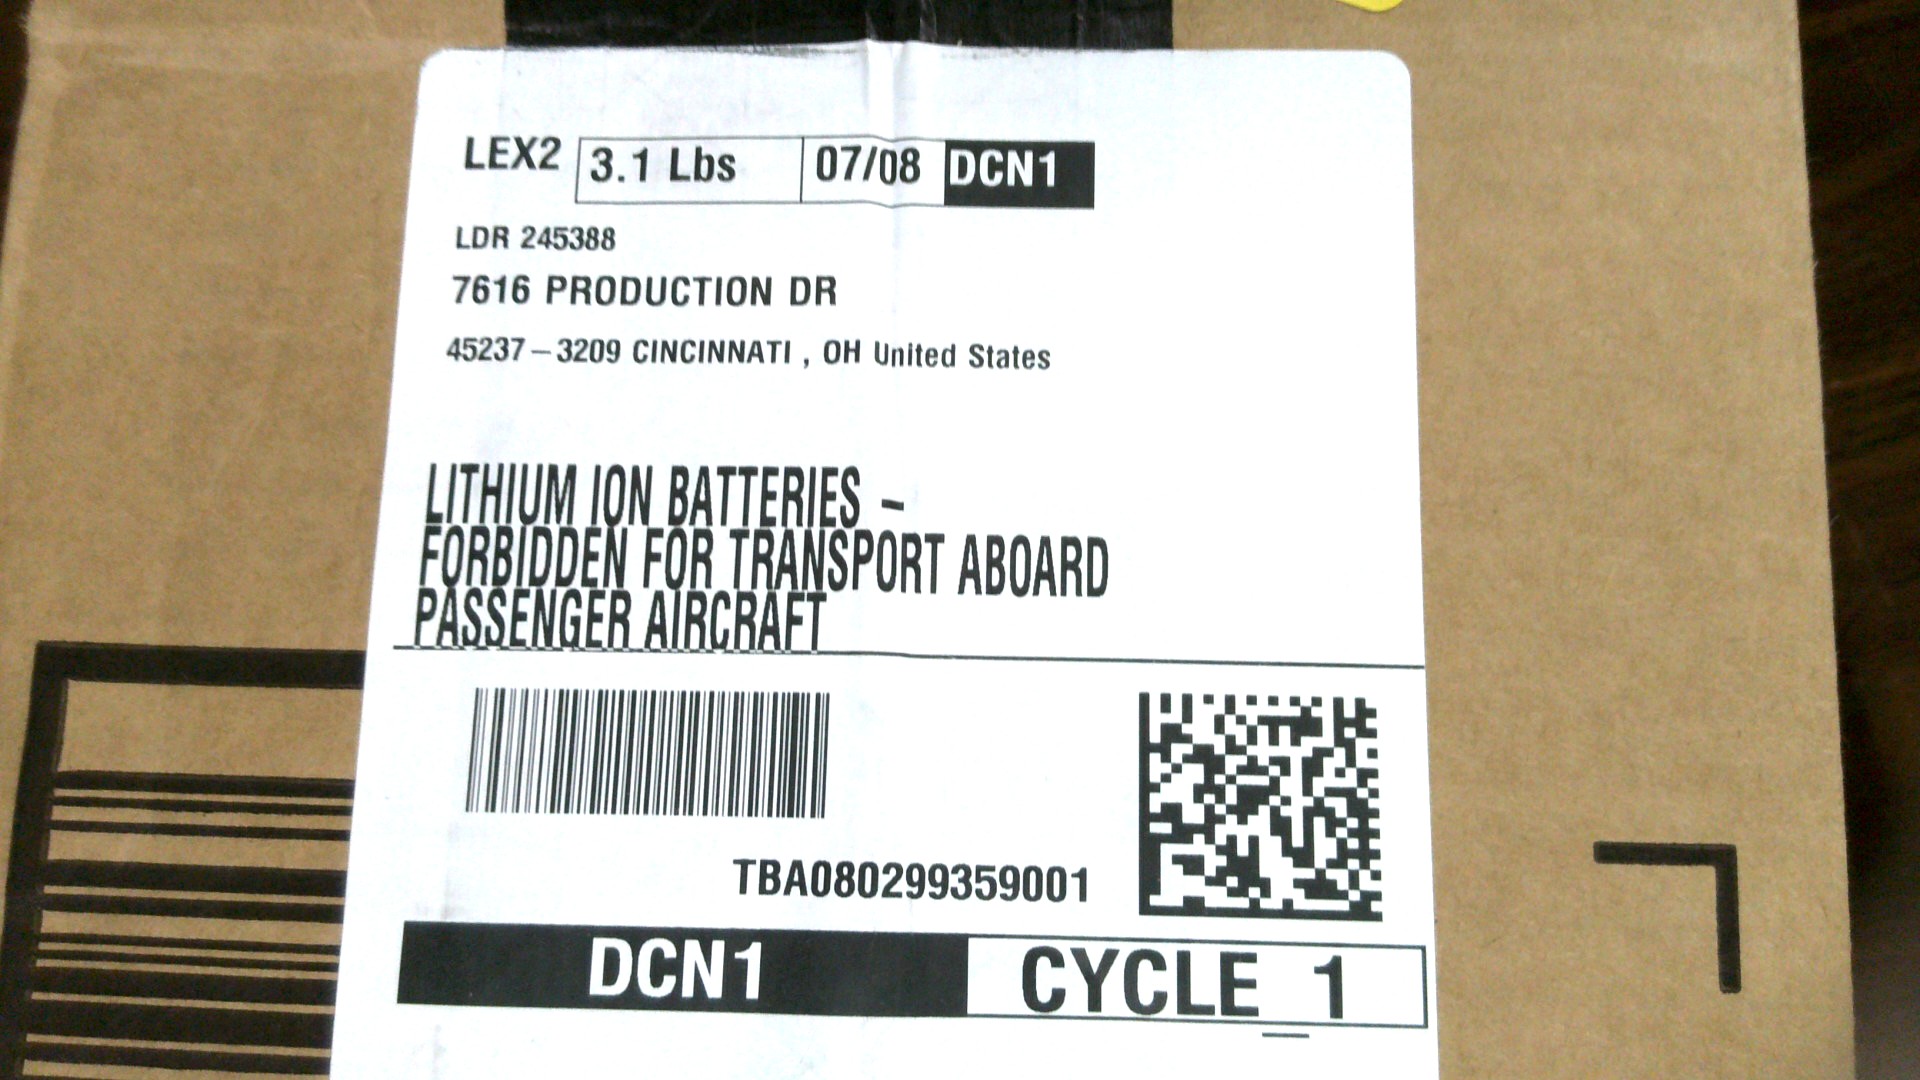 LEX2 3.1 Lbs 07/08 DCN1
LDR 245388
7616 PRODUCTION DR
45237-3209 CINCINNATI , OH United States
LITHIUM ION BATTERIES -
FORBIDDEN FOR TRANSPORT ABOARD
PASSENGER AIRCRAFT
TBA080299359001
DCN1 CYCLE_1